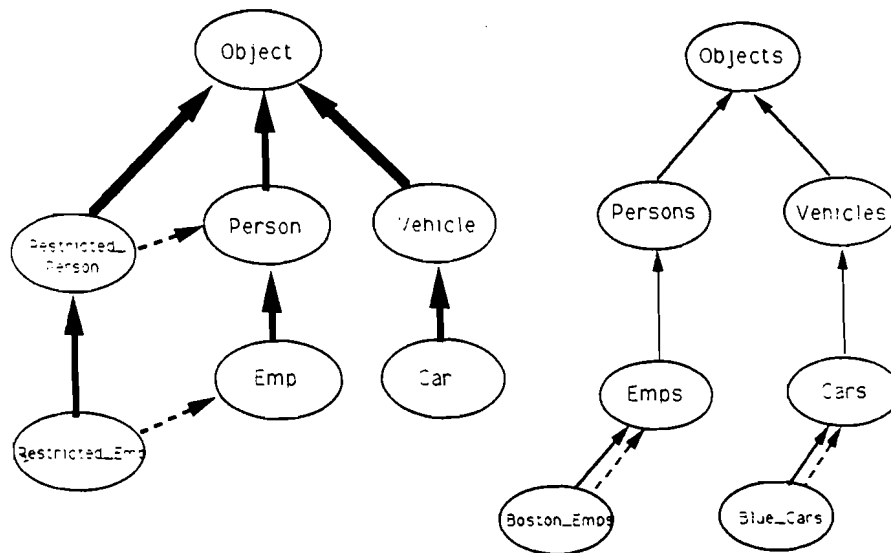 Object
Objects
Person
Vehicle
Persons
Vehicles
Restricted_
Person
Emp
Car
Emps
Cars
Restricted_Emp
Boston_Emps
Blue_Cars